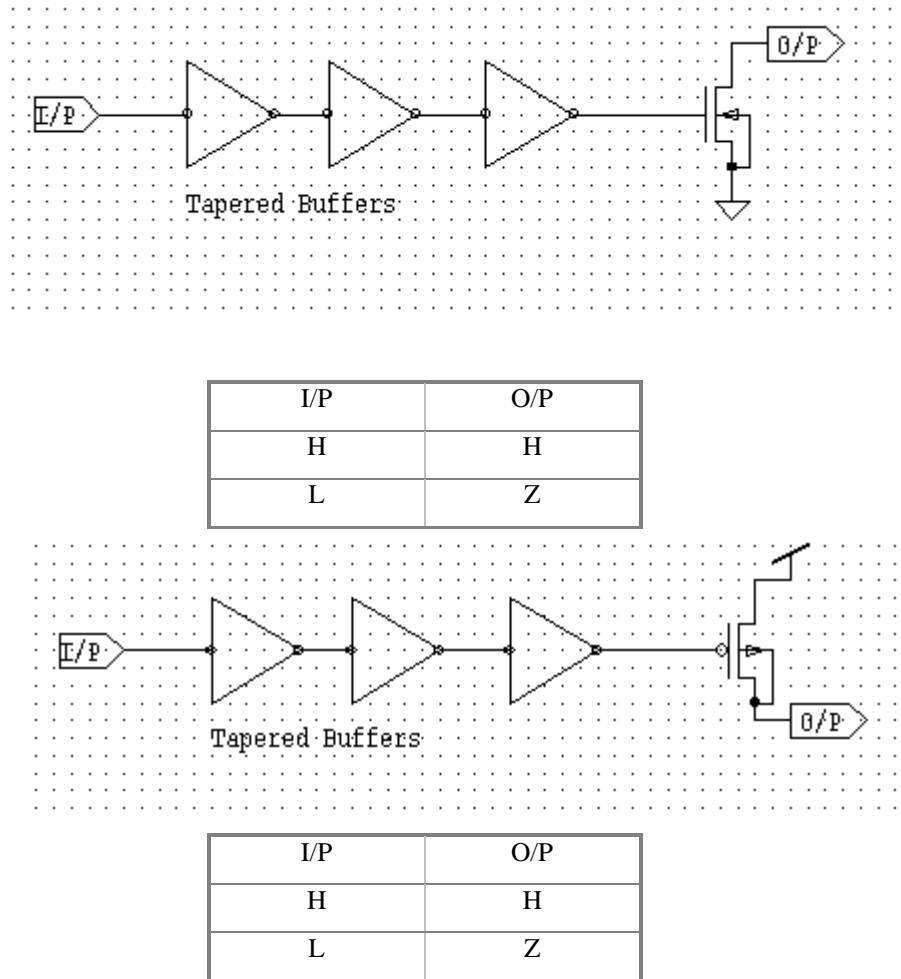 O/P
I/P
Tapered Buffers
I/P O/P
H H
L Z
I/P
Tapered Buffers
O/P
I/P O/P
H H
L Z